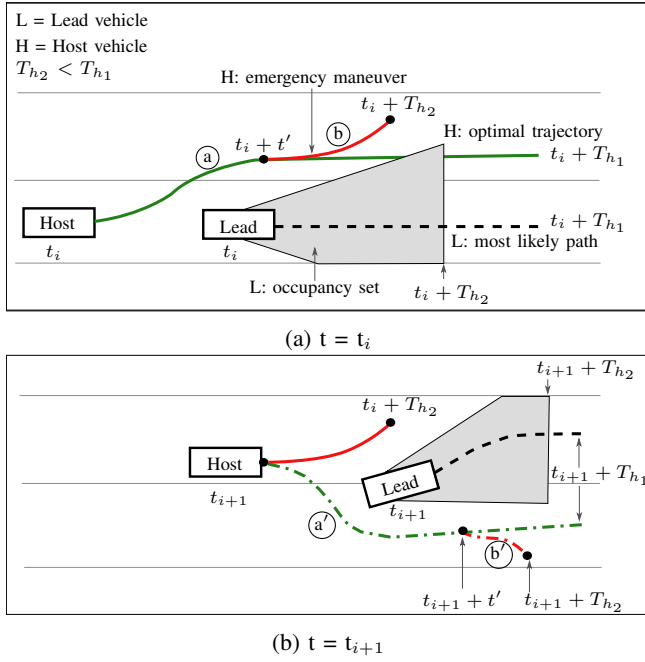 L = Lead vehicle
H = Host vehicle
T_{h_2} < T_{h_1}
H: emergency maneuver
t_i + T_{h_2}
t_i + t′
b
H: optimal trajectory
a
t_i + T_{h_1}
Host
Lead
t_i + T_{h_1}
t_i
t_i
L: most likely path
L: occupancy set
t_i + T_{h_2}
(a) t = t_i
t_{i+1} + T_{h_2}
t_i + T_{h_2}
Host
Lead
t_{i+1} + T_{h_1}
t_{i+1}
t_{i+1}
a′
b′
t_{i+1} + t′
t_{i+1} + T_{h_2}
(b) t = t_{i+1}